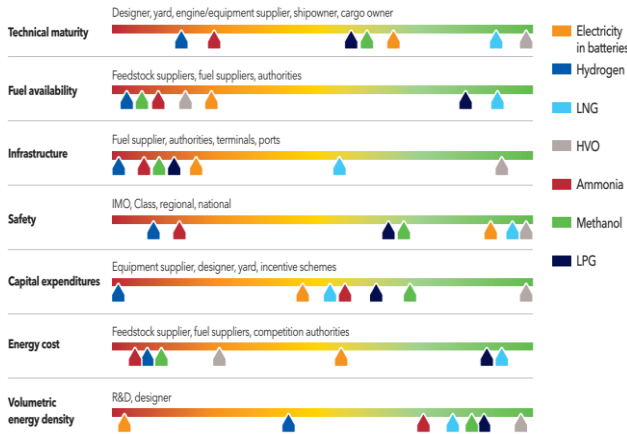 Designer, yard, engine/equipment supplier, shipowner, cargo owner
Technical maturity
Feedstock suppliers, fuel suppliers, authorities
Fuel availability
Fuel supplier, authorities, terminals, ports
Infrastructure
IMO, Class, regional, national
Safety
Equipment supplier, designer, yard, incentive schemes
Capital expenditures
Feedstock supplier, fuel suppliers, competition authorities
Energy cost
R&D, designer
Volumetric
energy density
Electricity
in batteries
Hydrogen
LNG
HVO
Ammonia
Methanol
LPG